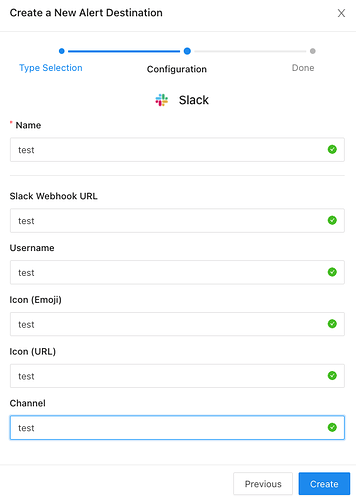 Create a New Alert Destination
Type Selection
Configuration
Done
Slack
* Name
test
Slack Webhook URL
test
Username
test
Icon (Emoji)
test
Icon (URL)
test
Channel
test
Previous
Create